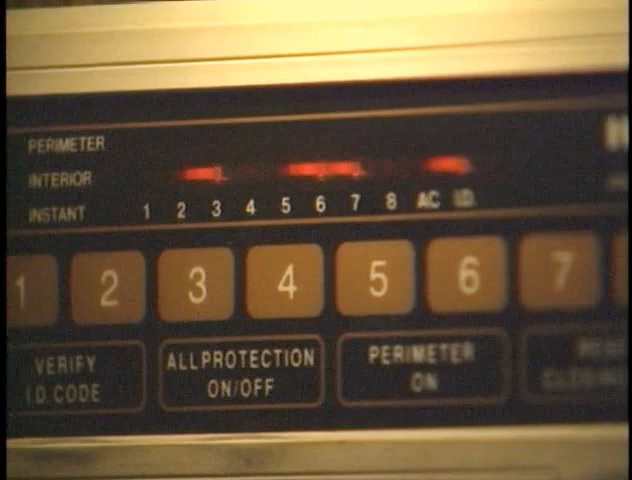 PERIMETER
INTERIOR
INSTANT 1 2 3 4 5 6 7 8 AC I.D.
1 2 3 4 5 6 7
VERIFY
I.D. CODE
ALL PROTECTION
ON/OFF
PERIMETER
ON